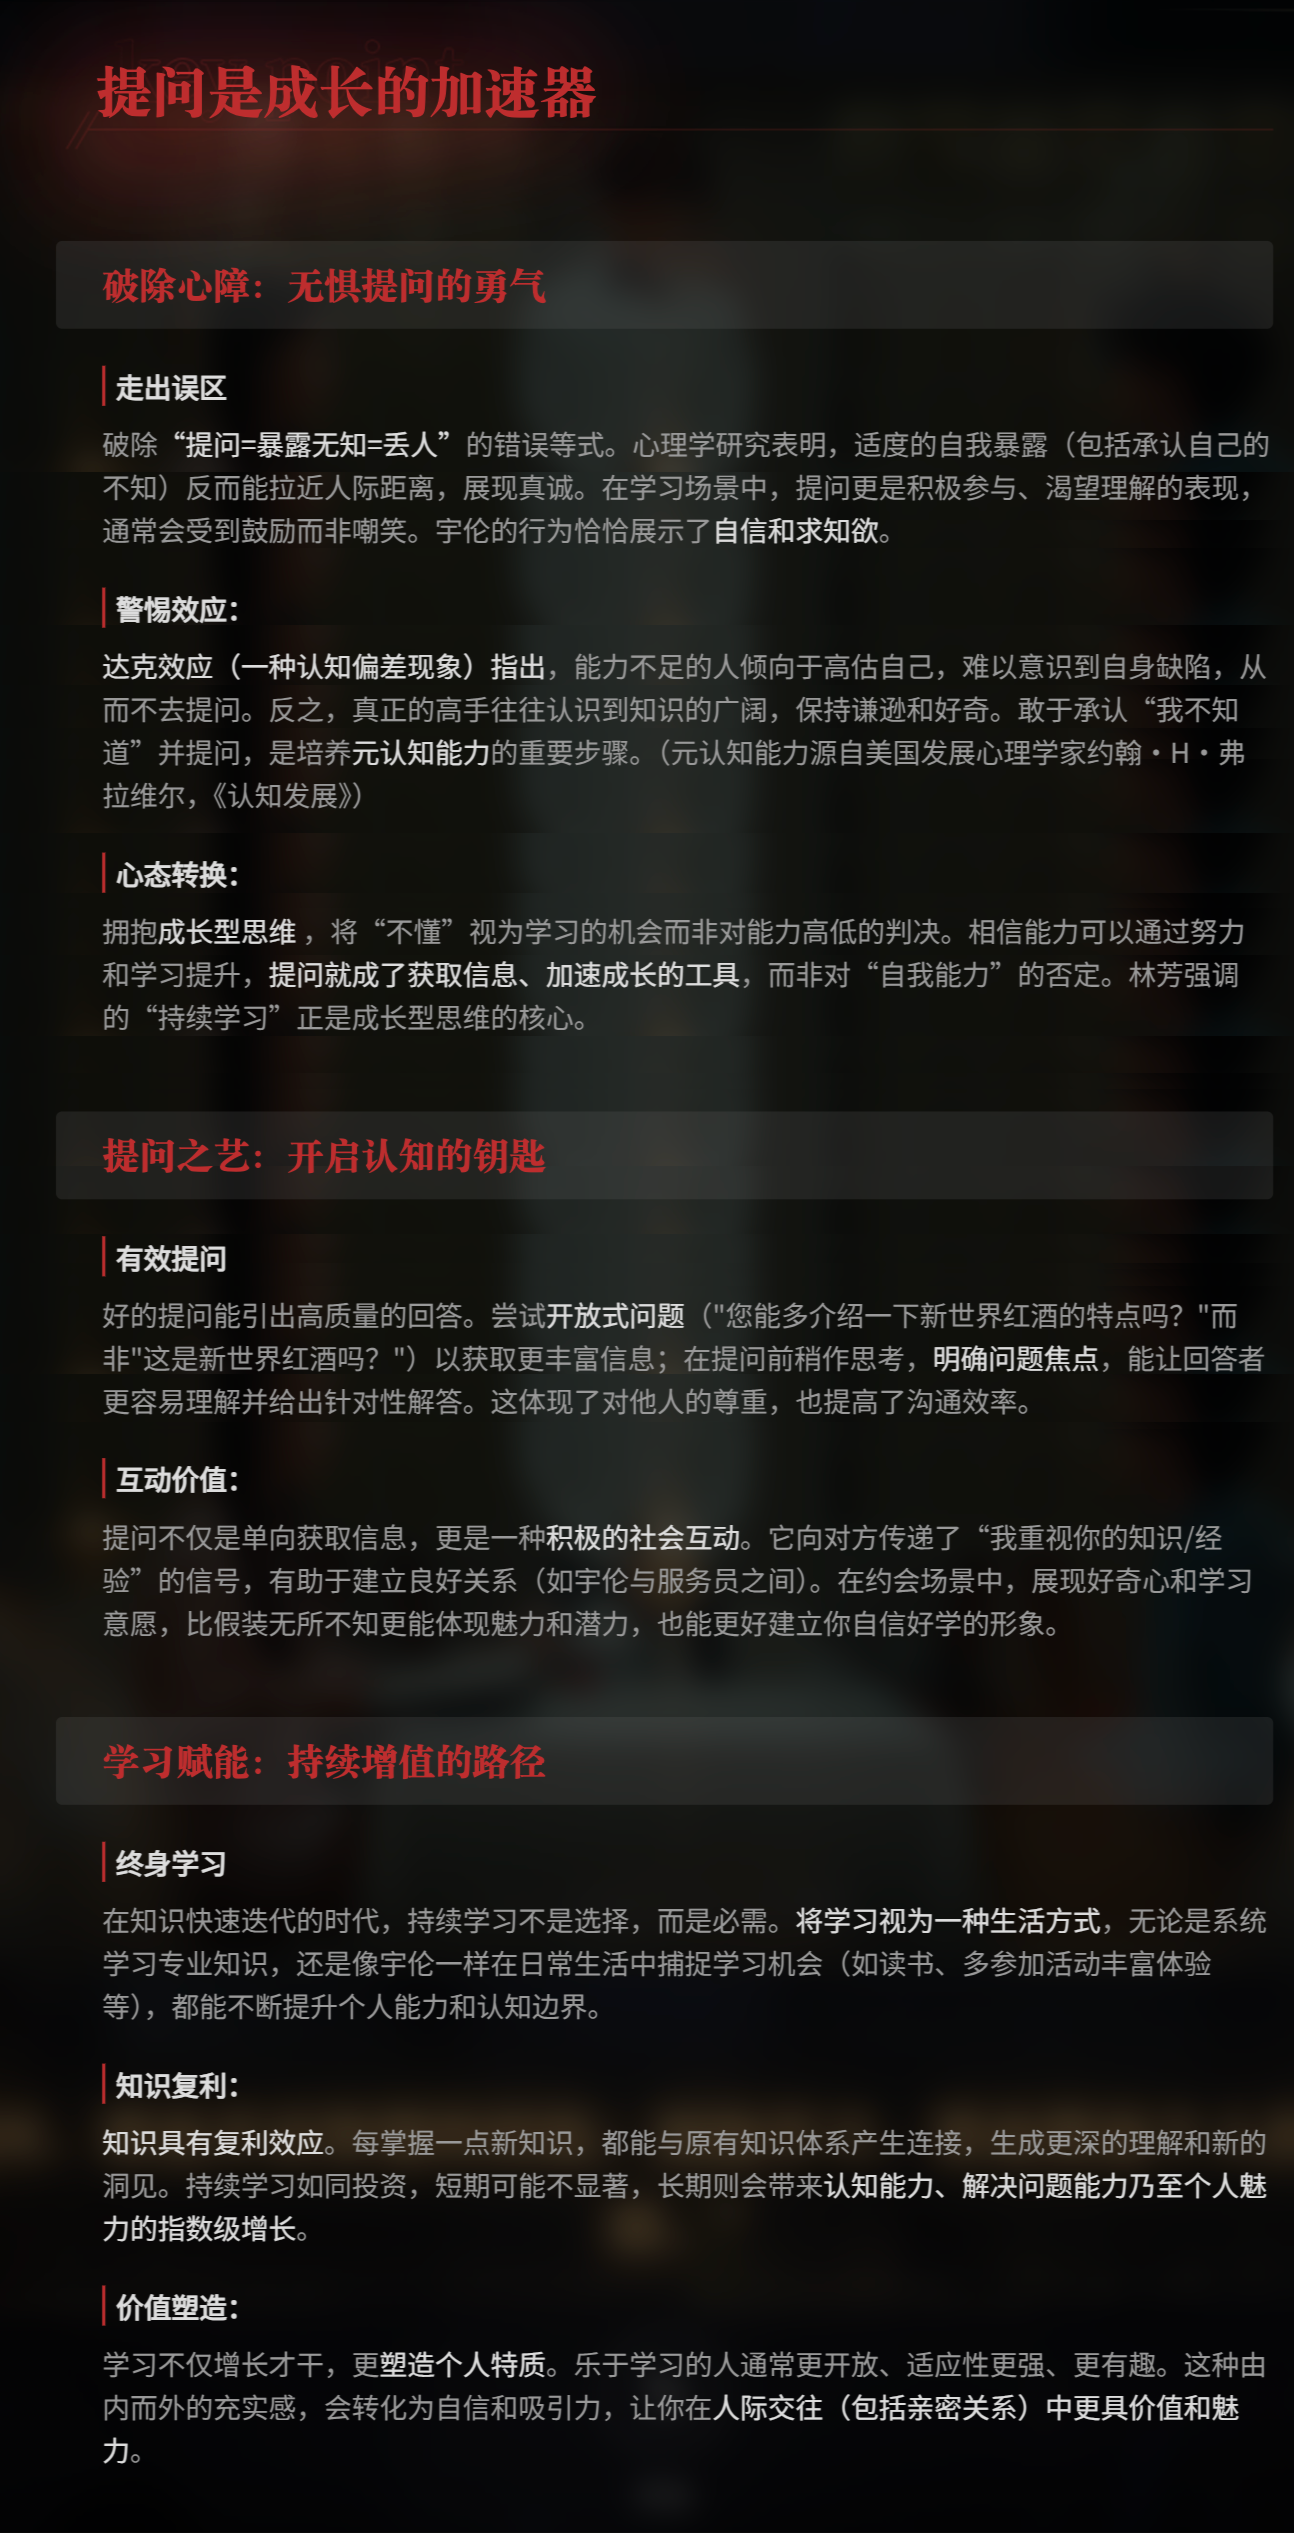 提问是成长的加速器
破除心障：无惧提问的勇气
走出误区
破除“提问=暴露无知=丢人”的错误等式。心理学研究表明，适度的自我暴露（包括承认自己的
不知）反而能拉近人际距离，展现真诚。在学习场景中，提问更是积极参与、渴望理解的表现，
通常会受到鼓励而非嘲笑。宇伦的行为恰恰展示了自信和求知欲。
警惕效应：
达克效应（一种认知偏差现象）指出，能力不足的人倾向于高估自己，难以意识到自身缺陷，从
而不去提问。反之，真正的高手往往认识到知识的广阔，保持谦逊和好奇。敢于承认“我不知
道”并提问，是培养元认知能力的重要步骤。（元认知能力源自美国发展心理学家约翰·H·弗
拉维尔，《认知发展》）
心态转换：
拥抱成长型思维 ，将“不懂”视为学习的机会而非对能力高低的判决。相信能力可以通过努力
和学习提升，提问就成了获取信息、加速成长的工具，而非对“自我能力”的否定。林芳强调
的“持续学习”正是成长型思维的核心。
提问之艺：开启认知的钥匙
有效提问
好的提问能引出高质量的回答。尝试开放式问题（"您能多介绍一下新世界红酒的特点吗？"而
非"这是新世界红酒吗？"）以获取更丰富信息；在提问前稍作思考，明确问题焦点，能让回答者
更容易理解并给出针对性解答。这体现了对他人的尊重，也提高了沟通效率。
互动价值：
提问不仅是单向获取信息，更是一种积极的社会互动。它向对方传递了“我重视你的知识/经
验”的信号，有助于建立良好关系（如宇伦与服务员之间）。在约会场景中，展现好奇心和学习
意愿，比假装无所不知更能体现魅力和潜力，也能更好建立你自信好学的形象。
学习赋能：持续增值的路径
终身学习
在知识快速迭代的时代，持续学习不是选择，而是必需。将学习视为一种生活方式，无论是系统
学习专业知识，还是像宇伦一样在日常生活中捕捉学习机会（如读书、多参加活动丰富体验
等），都能不断提升个人能力和认知边界。
知识复利：
知识具有复利效应。每掌握一点新知识，都能与原有知识体系产生连接，生成更深的理解和新的
洞见。持续学习如同投资，短期可能不显著，长期则会带来认知能力、解决问题能力乃至个人魅
力的指数级增长。
价值塑造：
学习不仅增长才干，更塑造个人特质。乐于学习的人通常更开放、适应性更强、更有趣。这种由
内而外的充实感，会转化为自信和吸引力，让你在人际交往（包括亲密关系）中更具价值和魅
力。